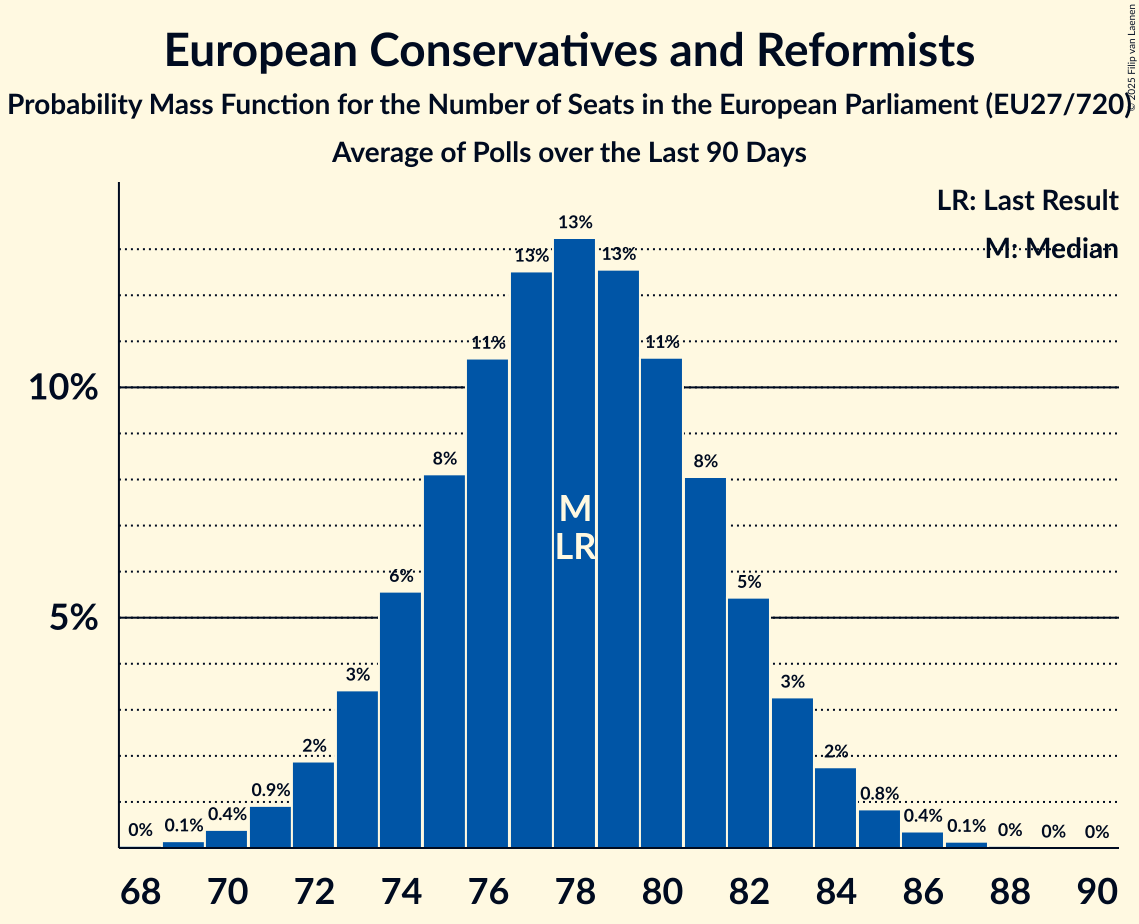 European Conservatives and Reformists
Probability Mass Function for the Number of Seats in the European Parliament (EU27/720)
Average of Polls over the Last 90 Days
© 2025 Filip van Laenen
LR: Last Result
M: Median
10%
5%
0%
0.1%
0.4%
0.9%
2%
3%
6%
8%
11%
13%
13%
13%
11%
8%
5%
3%
2%
0.8%
0.4%
0.1%
0%
0%
0%
M
LR
68 70 72 74 76 78 80 82 84 86 88 90